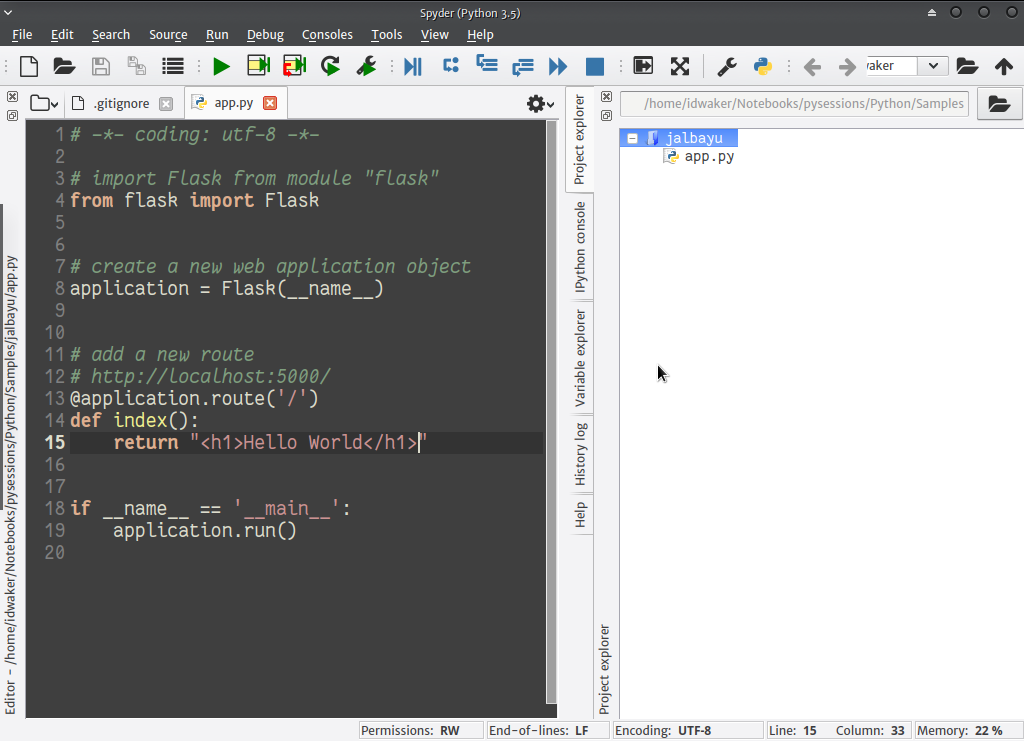 Spyder (Python 3.5)
File Edit Search Source Run Debug Consoles Tools View Help
waker
.gitignore app.py
/home/idwaker/Notebooks/pysessions/Python/Samples
1 # -*- coding: utf-8 -*-
2
3 # import Flask from module "flask"
4 from flask import Flask
5
6
7 # create a new web application object
8 application = Flask(__name__)
9
10
11 # add a new route
12 # http://localhost:5000/
13 @application.route('/')
14 def index():
15     return "<h1>Hello World</h1>"
16
17
18 if __name__ == '__main__':
19     application.run()
20
Editor - /home/idwaker/Notebooks/pysessions/Python/Samples/jalbayu/app.py
Project explorer
IPython console
Variable explorer
History log
Help
Project explorer
jalbayu
app.py
Permissions: RW End-of-lines: LF Encoding: UTF-8 Line: 15 Column: 33 Memory: 22 %